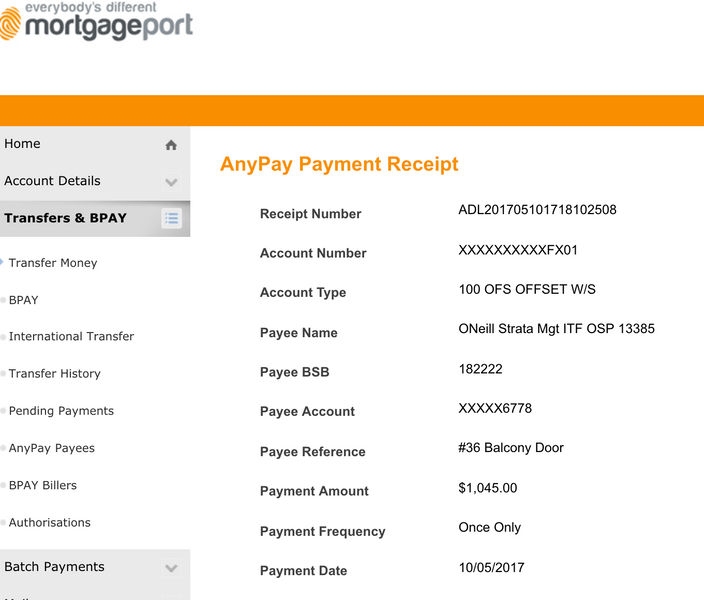 everybody's different
mortgageport
Home
Account Details
Transfers & BPAY
Transfer Money
BPAY
International Transfer
Transfer History
Pending Payments
AnyPay Payees
BPAY Billers
Authorisations
Batch Payments
AnyPay Payment Receipt
Receipt Number ADL201705101718102508
Account Number XXXXXXXXXXFX01
Account Type 100 OFS OFFSET W/S
Payee Name ONeill Strata Mgt ITF OSP 13385
Payee BSB 182222
Payee Account XXXXX6778
Payee Reference #36 Balcony Door
Payment Amount $1,045.00
Payment Frequency Once Only
Payment Date 10/05/2017